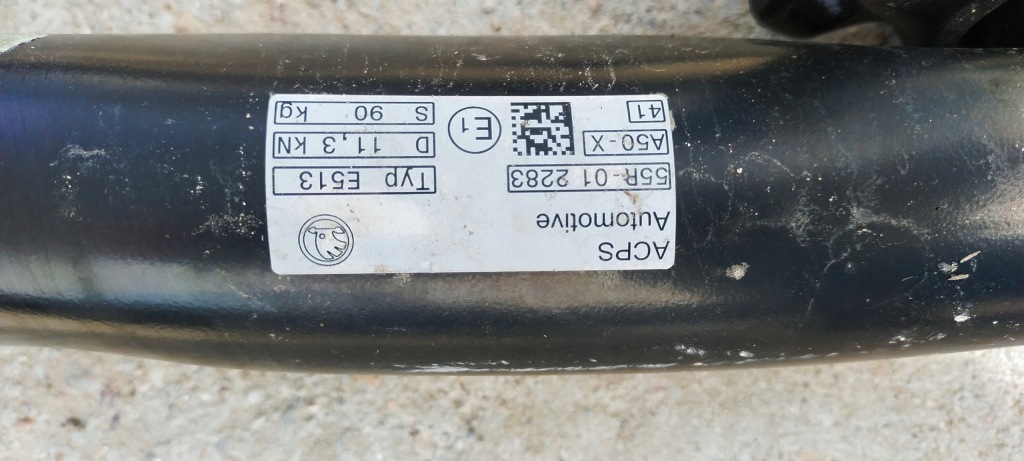 ACPS
Automotive
55R-01 2283
Typ E513
A50-X
D 11,3 kN
41
E1
S 90 kg